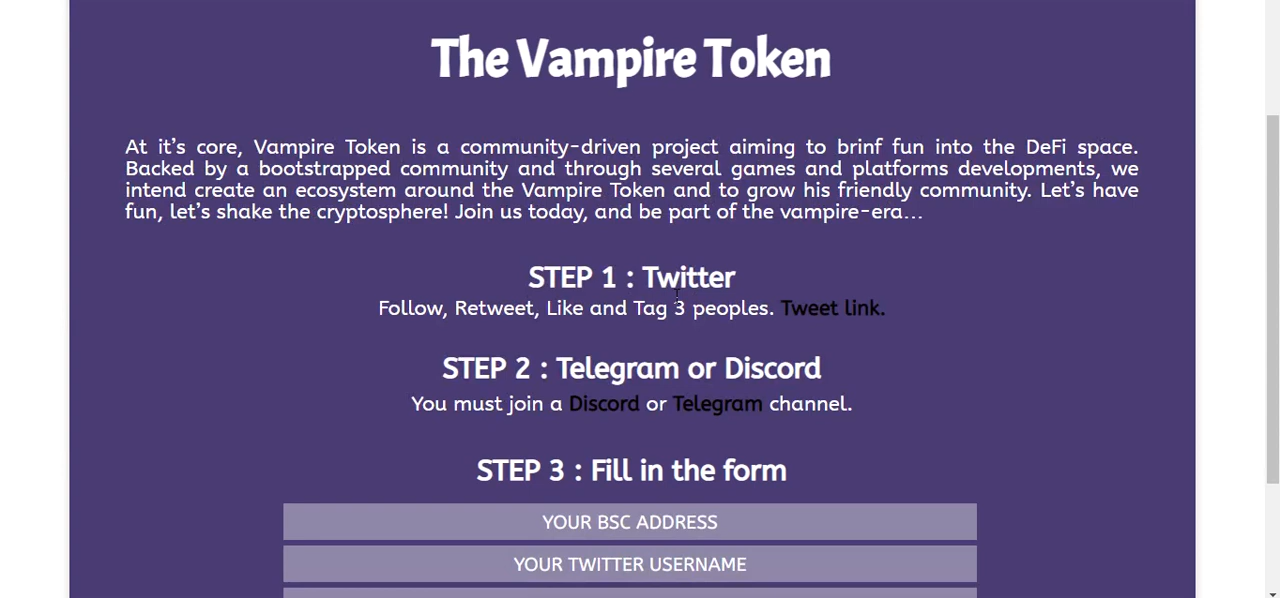 The Vampire Token
At it's core, Vampire Token is a community-driven project aiming to brinf fun into the DeFi space.
Backed by a bootstrapped community and through several games and platforms developments, we
intend create an ecosystem around the Vampire Token and to grow his friendly community. Let's have
fun, let's shake the cryptosphere! Join us today, and be part of the vampire-era...
STEP 1 : Twitter
Follow, Retweet, Like and Tag 3 peoples. Tweet link.
STEP 2 : Telegram or Discord
You must join a Discord or Telegram channel.
STEP 3 : Fill in the form
YOUR BSC ADDRESS
YOUR TWITTER USERNAME